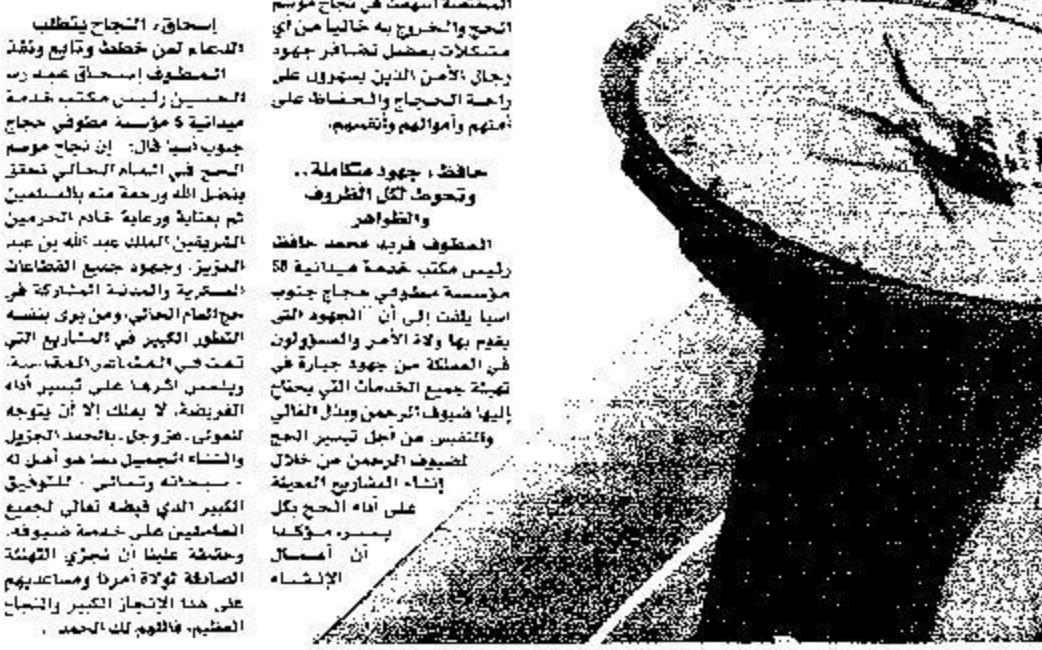 المختصة أسهمت في نجاح موسم
الحج والخروج به خاليا من أي
مشكلات بفضل تضافر جهود
رجال الأمن الذين يسهرون على
راحة الحجاج والحفاظ على
أمنهم وأموالهم وأنفسهم.
حافظ: جهود متكاملة..
وتحوطت لكل الظروف
والظواهر
المطوف فريد محمد حافظ
رئيس مكتب خدمة ميدانية 58
مؤسسة مطوفي حجاج جنوب
آسيا يلفت إلى أن الجهود التي
يقوم بها ولاة الأمر والمسؤولون
في المملكة من جهود جبارة في
تهيئة جميع الخدمات التي يحتاج
إليها ضيوف الرحمن وبذل الغالي
والنفيس من أجل تيسير الحج
لضيوف الرحمن من خلال
إنشاء المشاريع المعينة
على أداء الحج بكل
يسر، مؤكدا
أن أعمال
الإنشاء
إسحاق: النجاح يتطلب
الدعاء لمن خطط وتابع ونفذ
المطوف إسحاق عبد رب
الحسين رئيس مكتب خدمة
ميدانية 6 مؤسسة مطوفي حجاج
جنوب آسيا قال: إن نجاح موسم
الحج في العام الحالي تحقق
بفضل الله ورحمة منه بالمسلمين
ثم بعناية ورعاية خادم الحرمين
الشريفين الملك عبد الله بن عبد
العزيز، وجهود جميع القطاعات
العسكرية والمدنية المشاركة في
حج العام الحالي، ومن يرى بنفسه
التطور الكبير في المشاريع التي
تمت في المشاعر المقدسة،
ويلمس أثرها على تيسير أداء
الفريضة، لا يملك إلا أن يتوجه
للمولى ـ عز وجل ـ بالحمد الجزيل
والثناء الجميل بما هو أهل له
- سبحانه وتعالى - للتوفيق
الكبير الذي قيضه تعالى لجميع
العاملين على خدمة ضيوفه.
وحقيقة علينا أن نجزي التهنئة
الصادقة لولاة أمرنا ومساعديهم
على هذا الإنجاز الكبير والنجاح
العظيم، فاللهم لك الحمد.